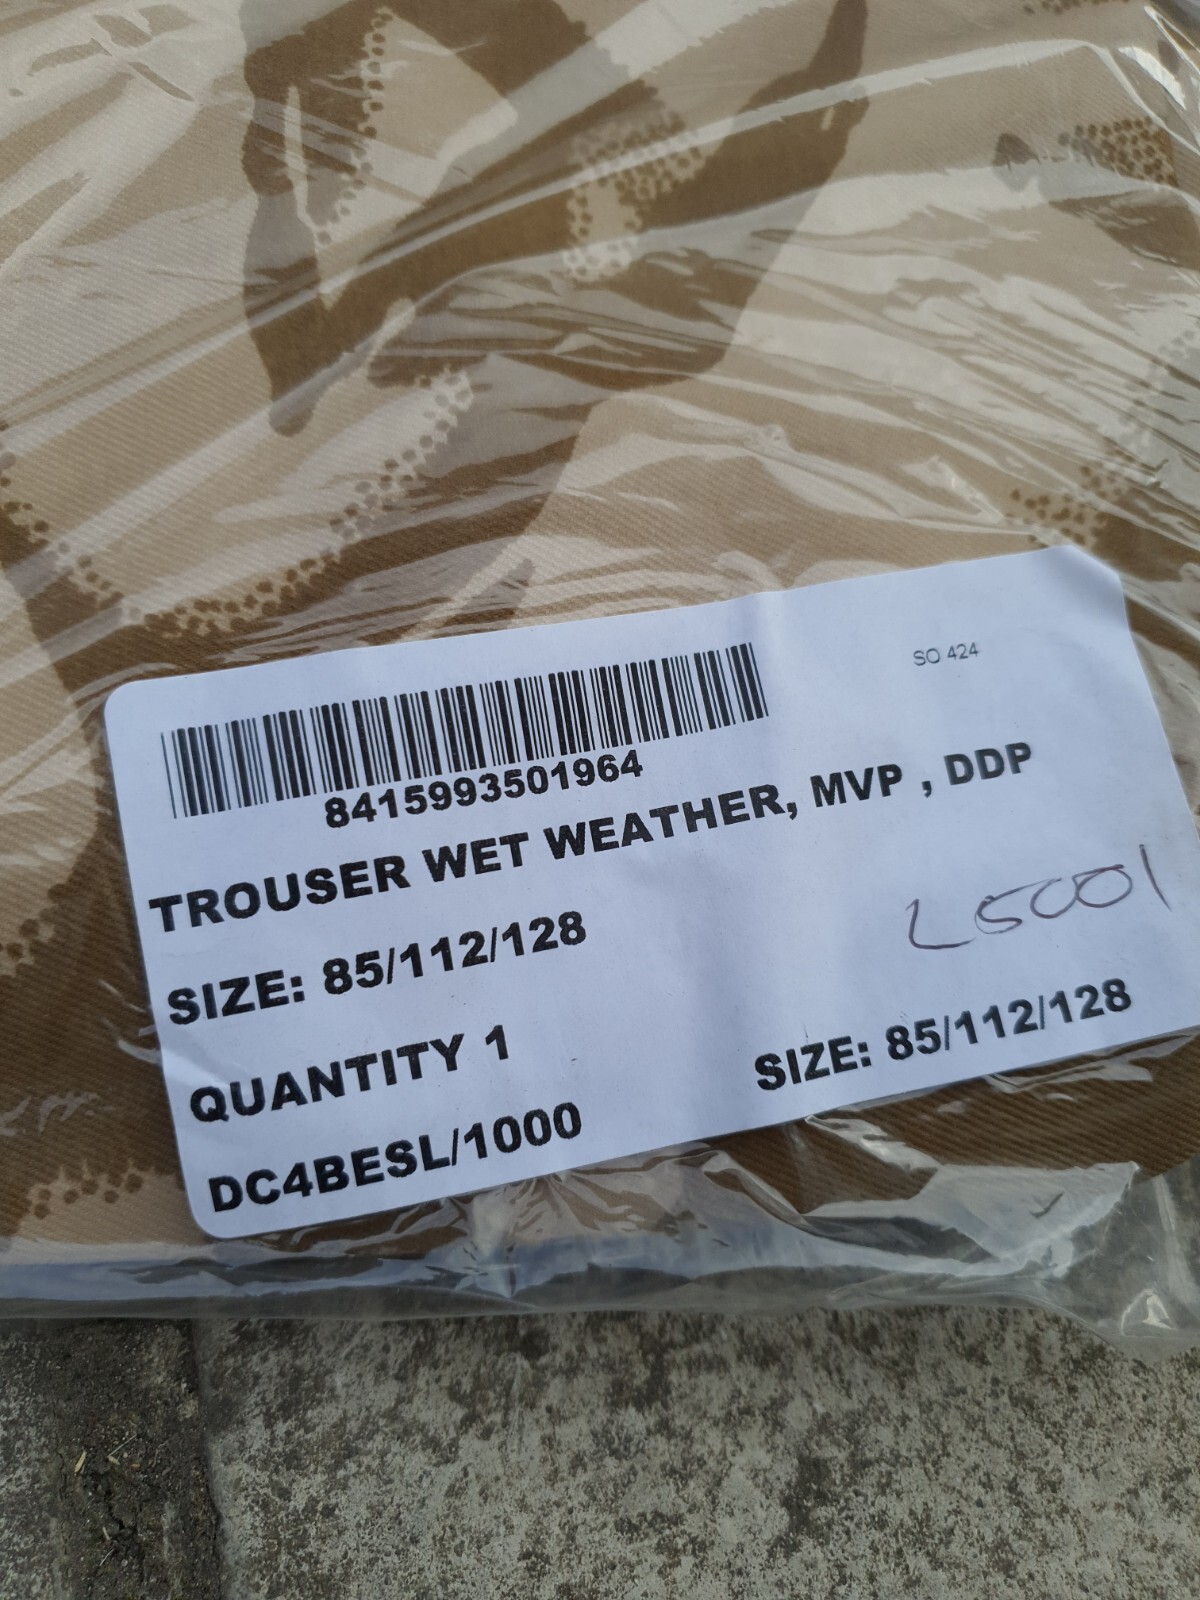 SO 424
8415993501964
TROUSER WET WEATHER, MVP , DDP
L5001
SIZE: 85/112/128
QUANTITY 1
SIZE: 85/112/128
DC4BESL/1000